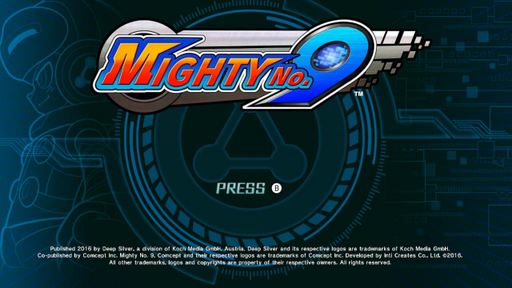 MIGHTY No. 9
TM
PRESS B
Published 2016 by Deep Silver, a division of Koch Media GmbH, Austria. Deep Silver and its respective logos are trademarks of Koch Media GmbH.
Co-published by Comcept Inc. Mighty No. 9, Comcept and their respective logos are trademarks of Comcept Inc. Developed by Inti Creates Co., Ltd. ©2016.
All other trademarks, logos and copyrights are property of their respective owners. All rights reserved.